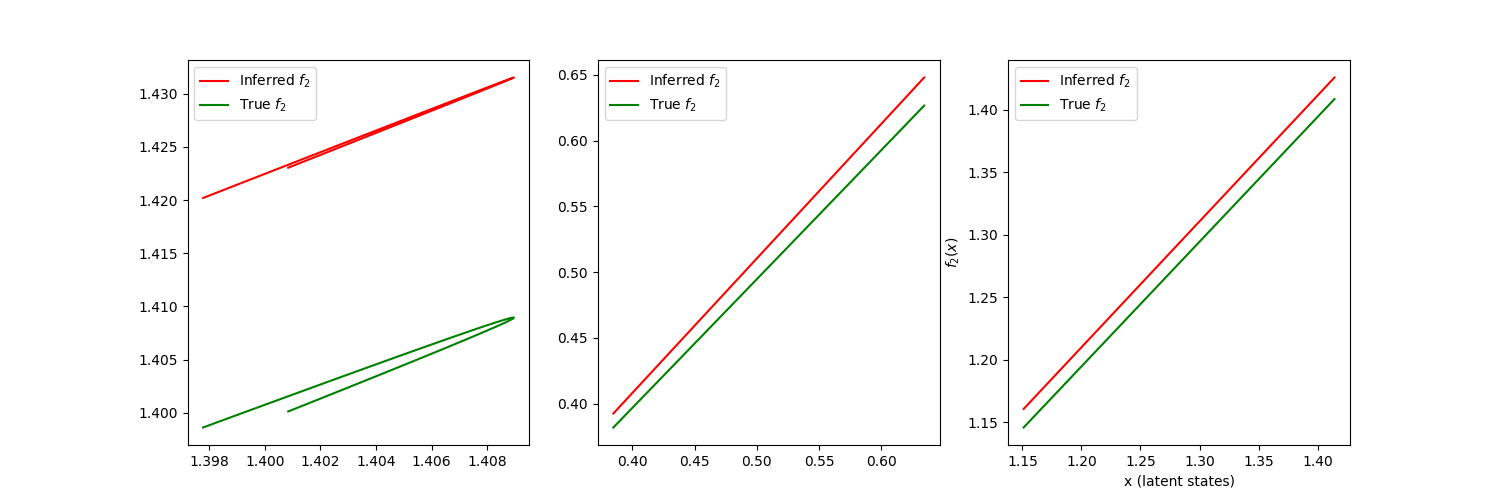 Inferred f₂
True f₂
1.430
1.425
1.420
1.415
1.410
1.405
1.400
1.398 1.400 1.402 1.404 1.406 1.408
Inferred f₂
True f₂
0.65
0.60
0.55
0.50
0.45
0.40
0.40 0.45 0.50 0.55 0.60
f₂(x)
Inferred f₂
True f₂
1.40
1.35
1.30
1.25
1.20
1.15
1.15 1.20 1.25 1.30 1.35 1.40
x (latent states)